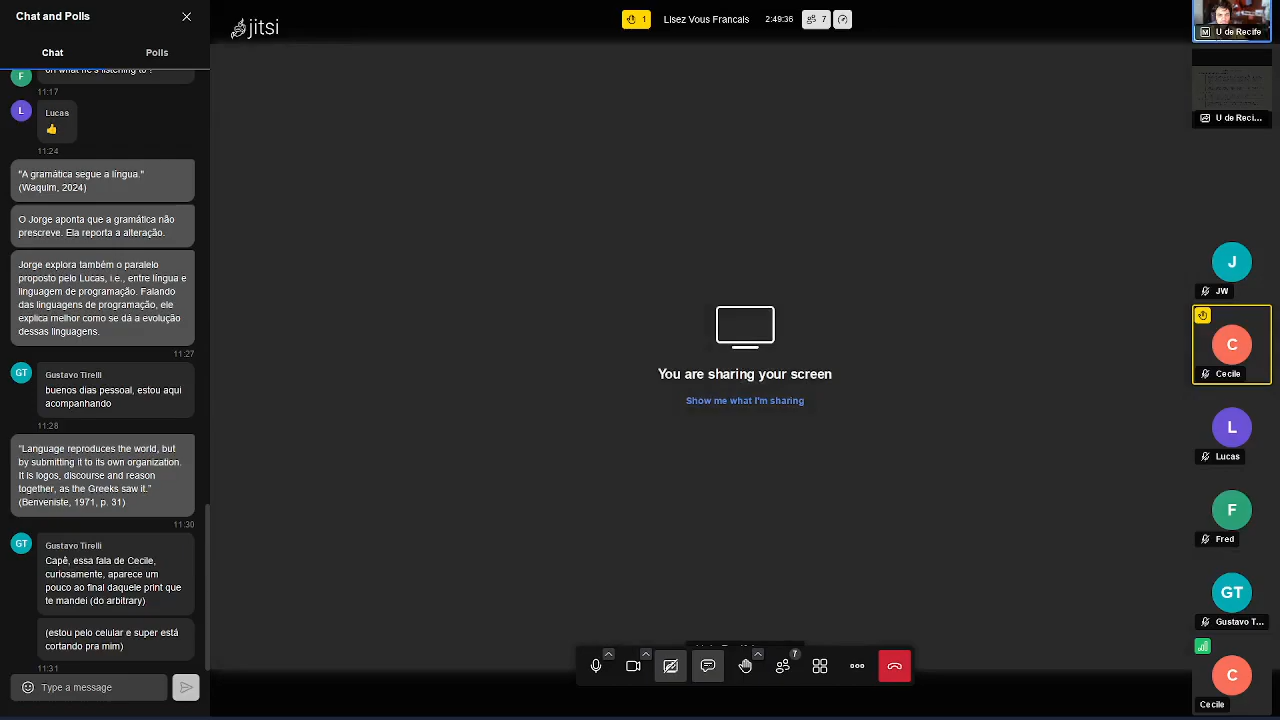 Chat and Polls
Chat
Polls
on what he's listening to ?
11:17
Lucas
11:24
"A gramática segue a língua."
(Waquim, 2024)
O Jorge aponta que a gramática não
prescreve. Ela reporta a alteração.
Jorge explora também o paralelo
proposto pelo Lucas, i.e., entre língua e
linguagem de programação. Falando
das linguagens de programação, ele
explica melhor como se dá a evolução
dessas linguagens.
11:27
Gustavo Tirelli
buenos dias pessoal, estou aqui
acompanhando
11:28
"Language reproduces the world, but
by submitting it to its own organization.
It is logos, discourse and reason
together, as the Greeks saw it."
(Benveniste, 1971, p. 31)
11:30
Gustavo Tirelli
Capê, essa fala de Cecile,
curiosamente, aparece um
pouco ao final daquele print que
te mandei (do arbitrary)
(estou pelo celular e super está
cortando pra mim)
11:31
Type a message
F
L
GT
GT
jitsi
1
Lisez Vous Francais
2:49:36
7
You are sharing your screen
Show me what I'm sharing
7
M
U de Recife
U de Reci...
J
JW
C
Cecile
L
Lucas
F
Fred
GT
Gustavo T...
C
Cecile